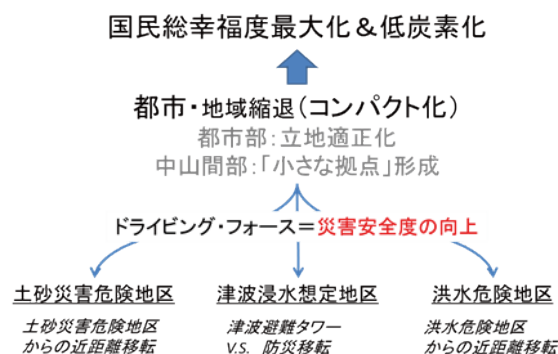 国民総幸福度最大化＆低炭素化
都市・地域縮退（コンパクト化）
都市部：立地適正化
中山間部：「小さな拠点」形成
ドライビング・フォース＝災害安全度の向上
土砂災害危険地区
土砂災害危険地区
からの近距離移転
津波浸水想定地区
津波避難タワー
V.S. 防災移転
洪水危険地区
洪水危険地区
からの近距離移転